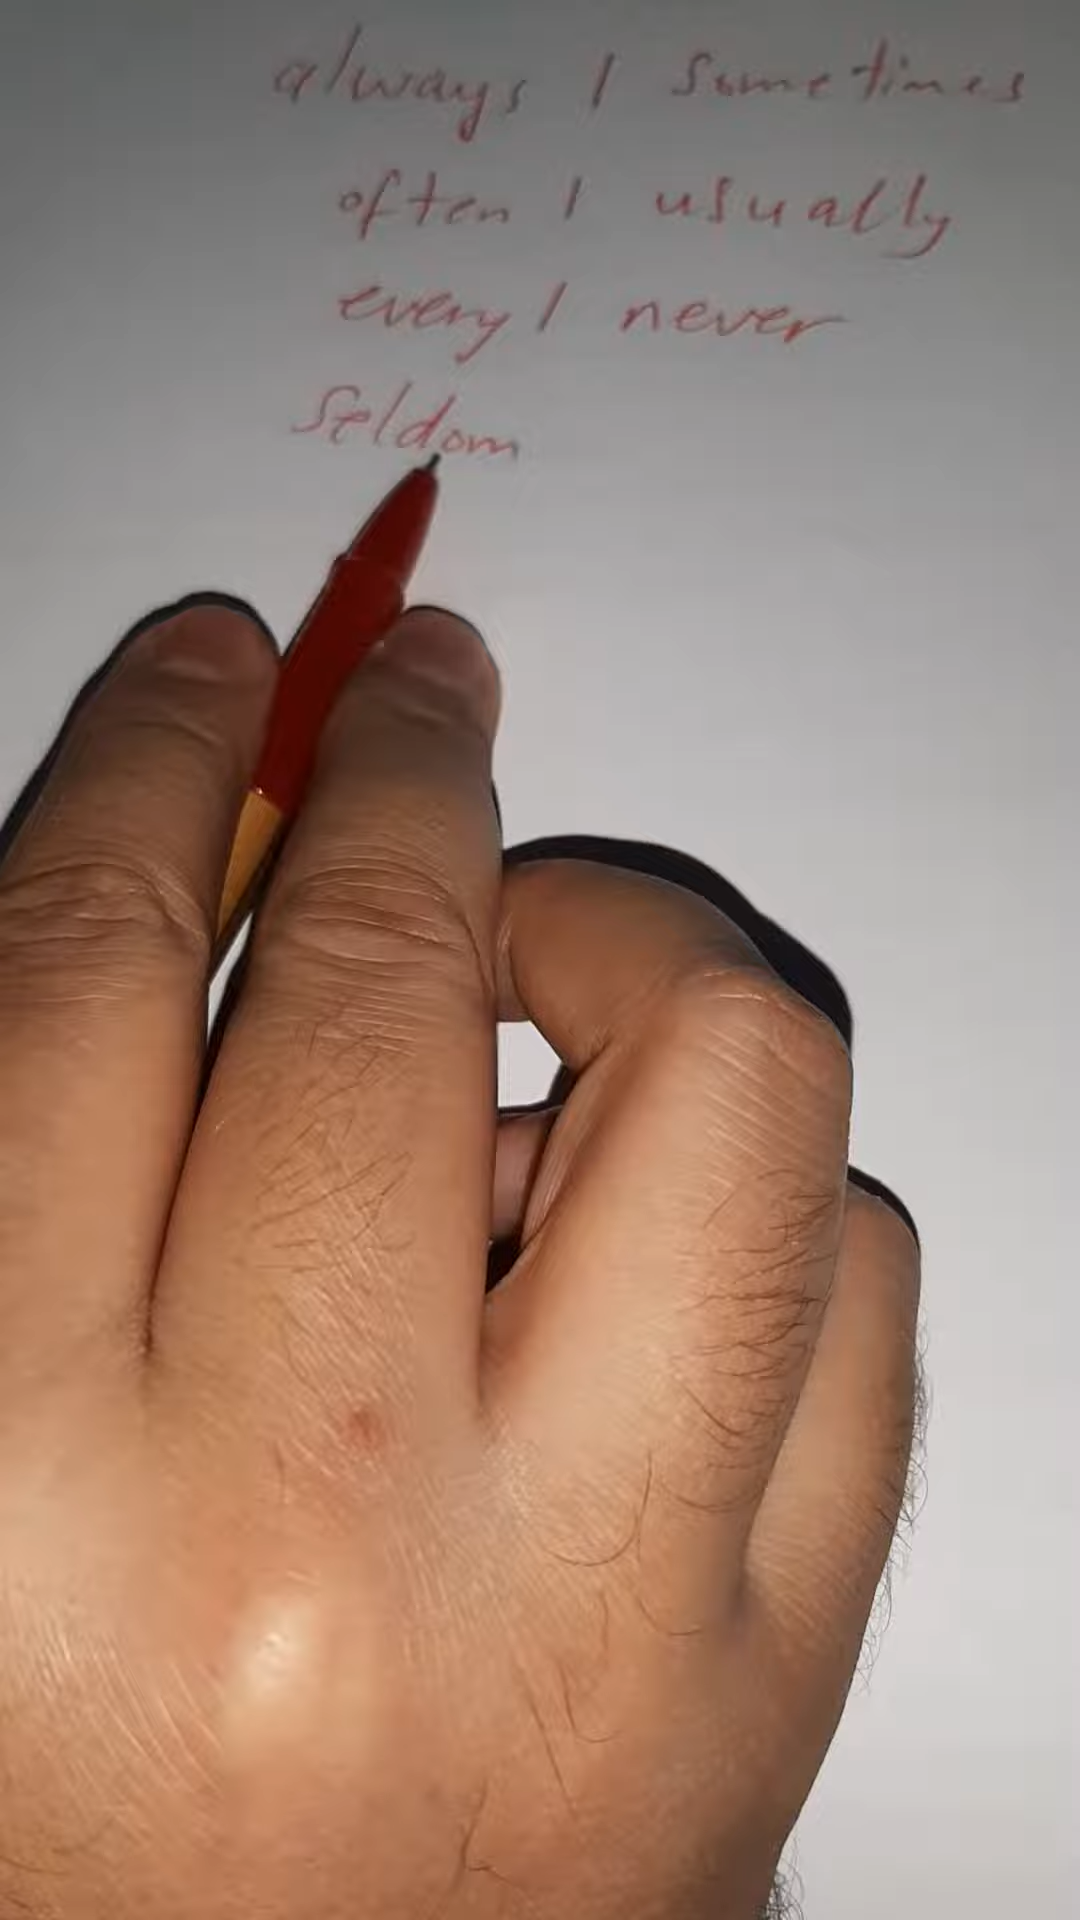 always / sometimes
often / usually
every / never
Seldom